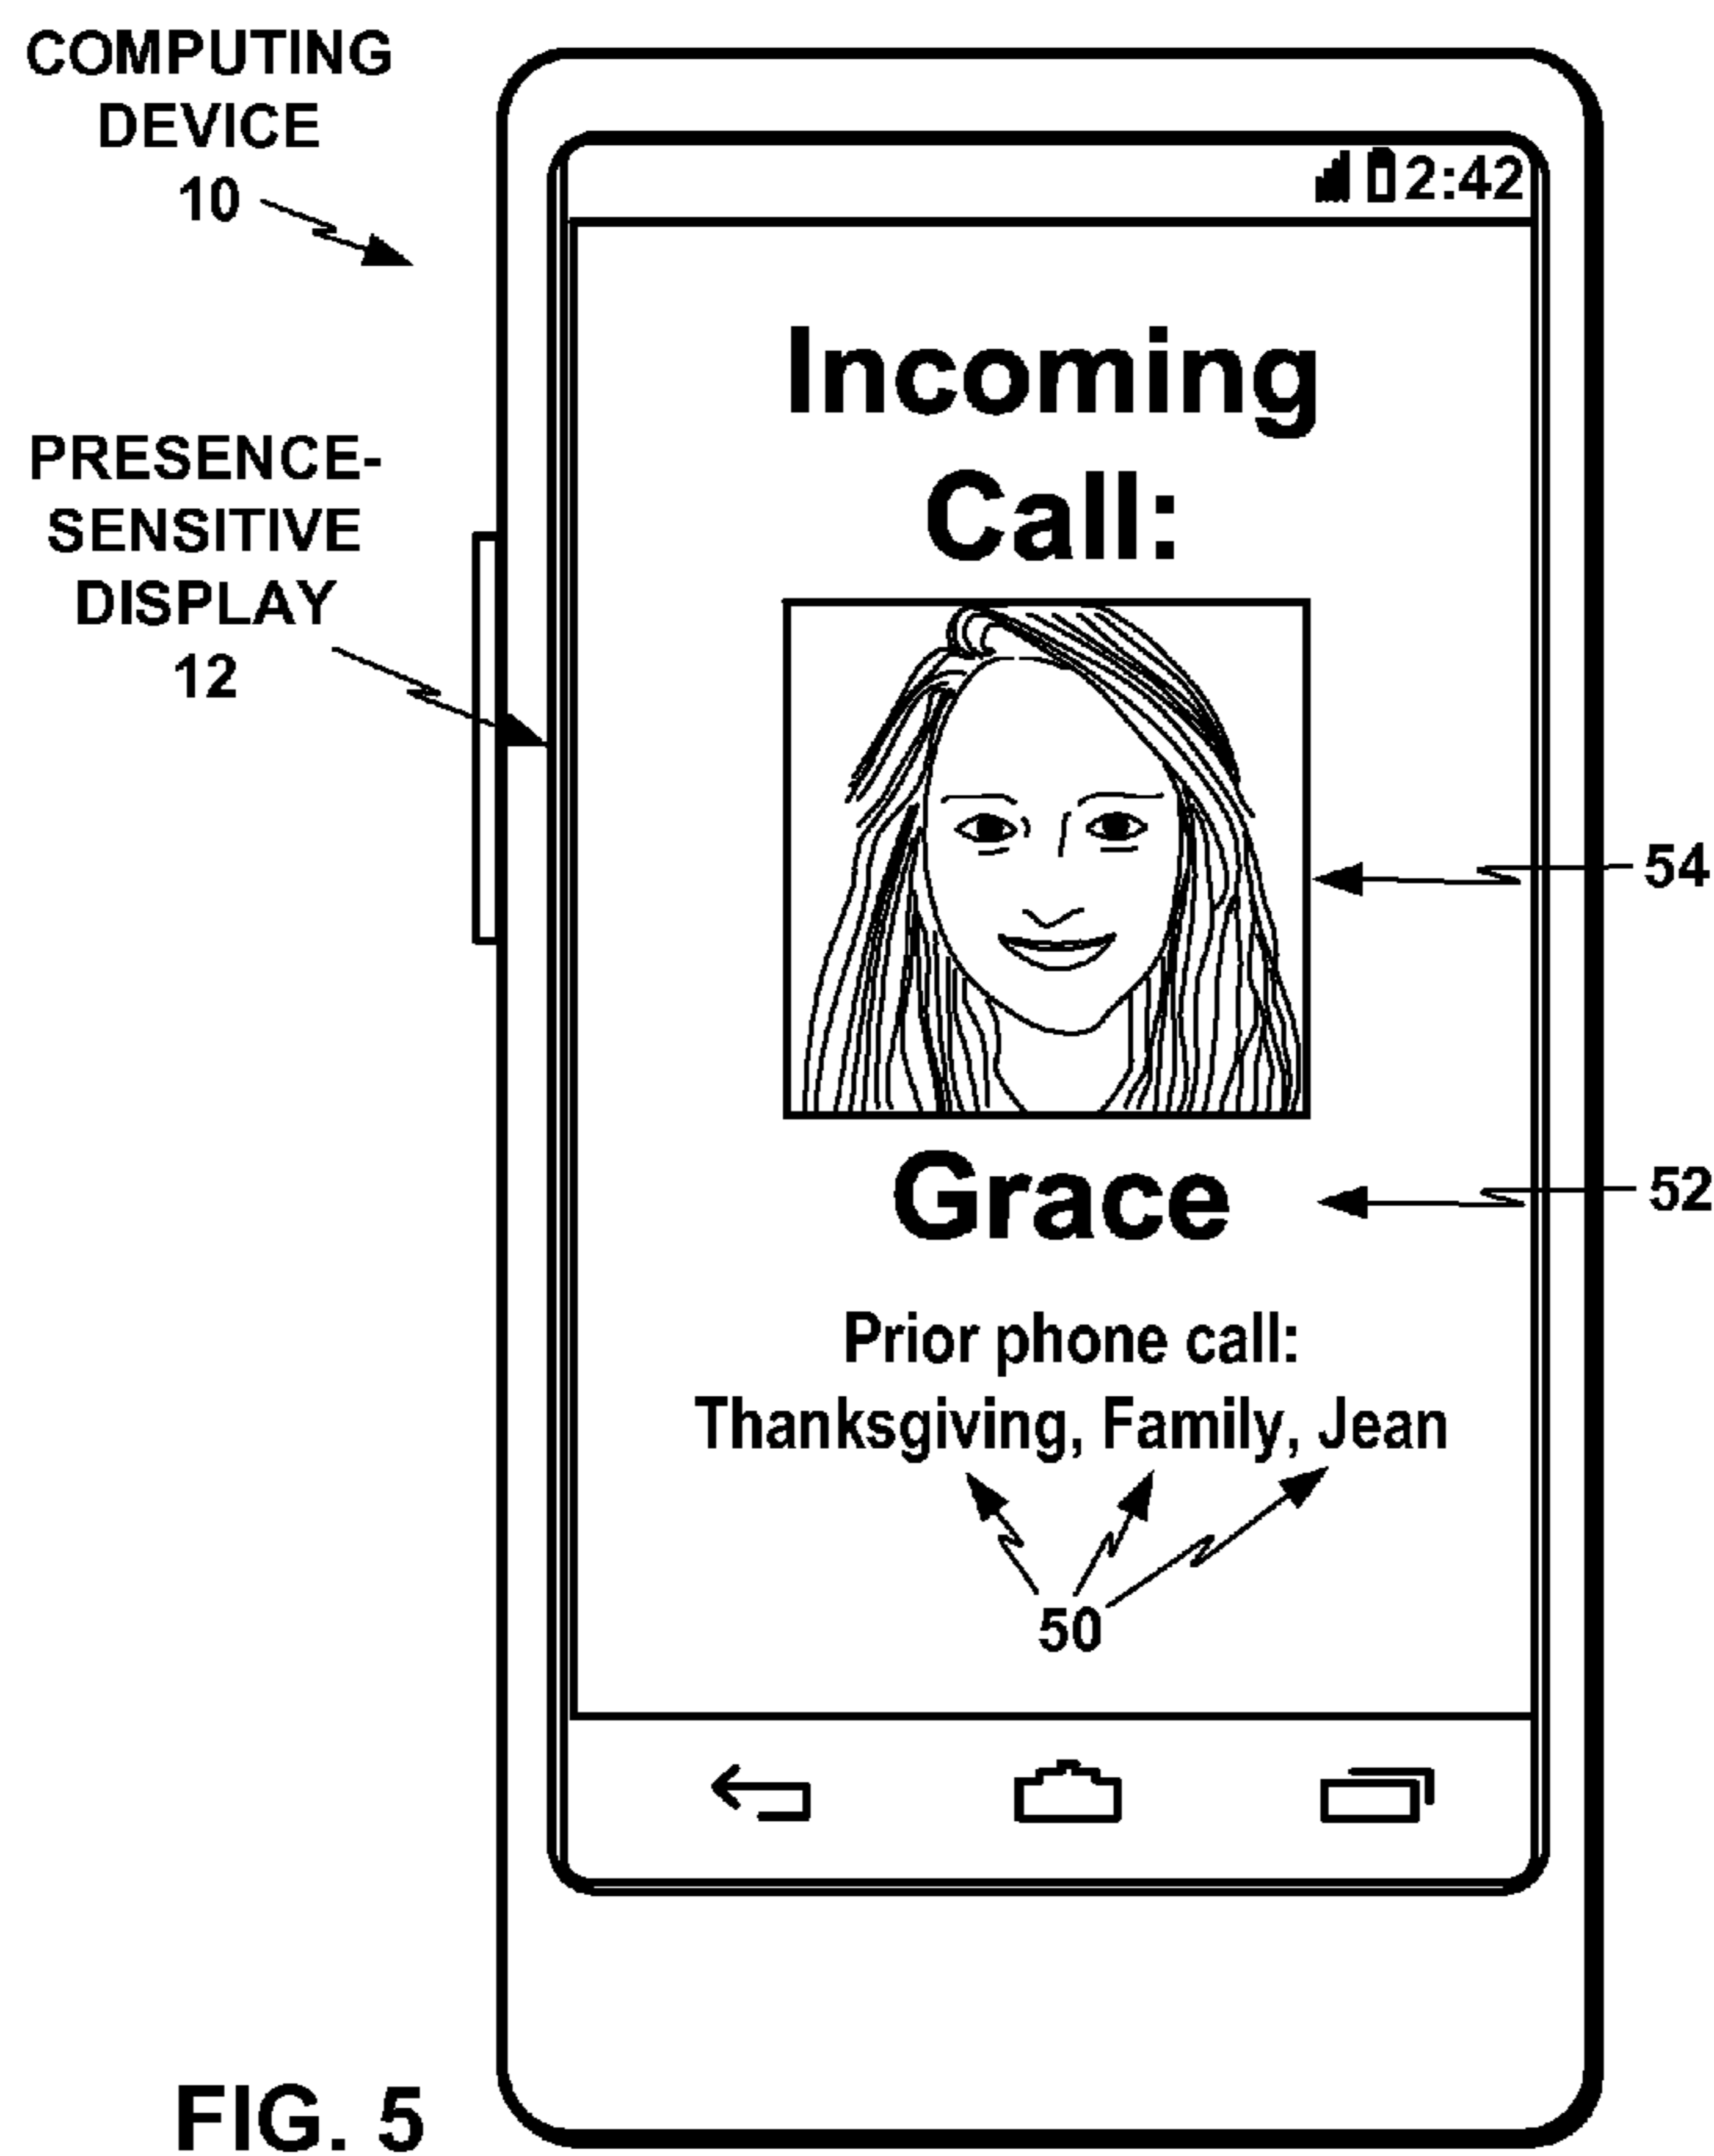 COMPUTING
DEVICE
10
2:42
Incoming
Call:
PRESENCE-
SENSITIVE
DISPLAY
12
54
Grace
52
Prior phone call:
Thanksgiving, Family, Jean
50
FIG. 5